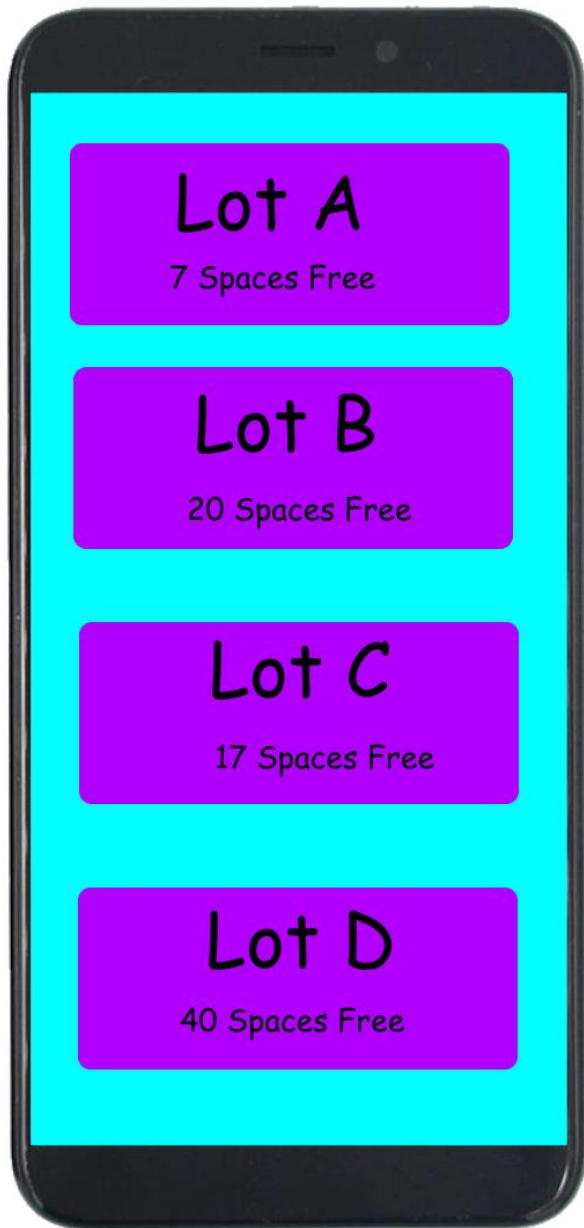 Lot A
7 Spaces Free
Lot B
20 Spaces Free
Lot C
17 Spaces Free
Lot D
40 Spaces Free